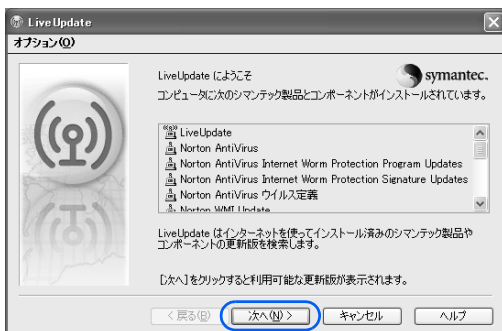 LiveUpdate
オプション(O)
LiveUpdate にようこそ
symantec.
コンピュータに次のシマンテック製品とコンポーネントがインストールされています。
LiveUpdate
Norton AntiVirus
Norton AntiVirus Internet Worm Protection Program Updates
Norton AntiVirus Internet Worm Protection Signature Updates
Norton AntiVirus ウイルス定義
Norton WMI Update
LiveUpdate はインターネットを使ってインストール済みのシマンテック製品や
コンポーネントの更新版を検索します。
[次へ]をクリックすると利用可能な更新版が表示されます。
< 戻る(B)
次へ(N) >
キャンセル
ヘルプ